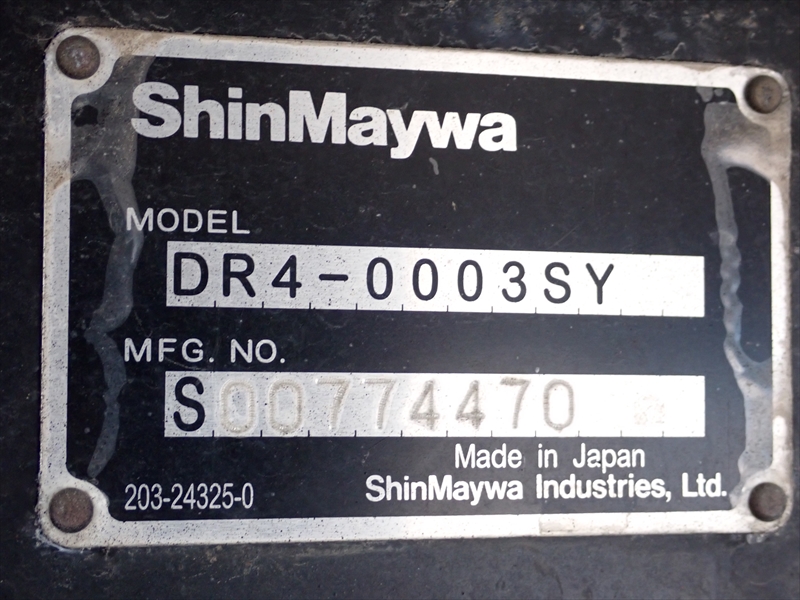 ShinMaywa
MODEL
DR4-0003SY
MFG. NO.
S00774470
Made in Japan
203-24325-0 ShinMaywa Industries, Ltd.